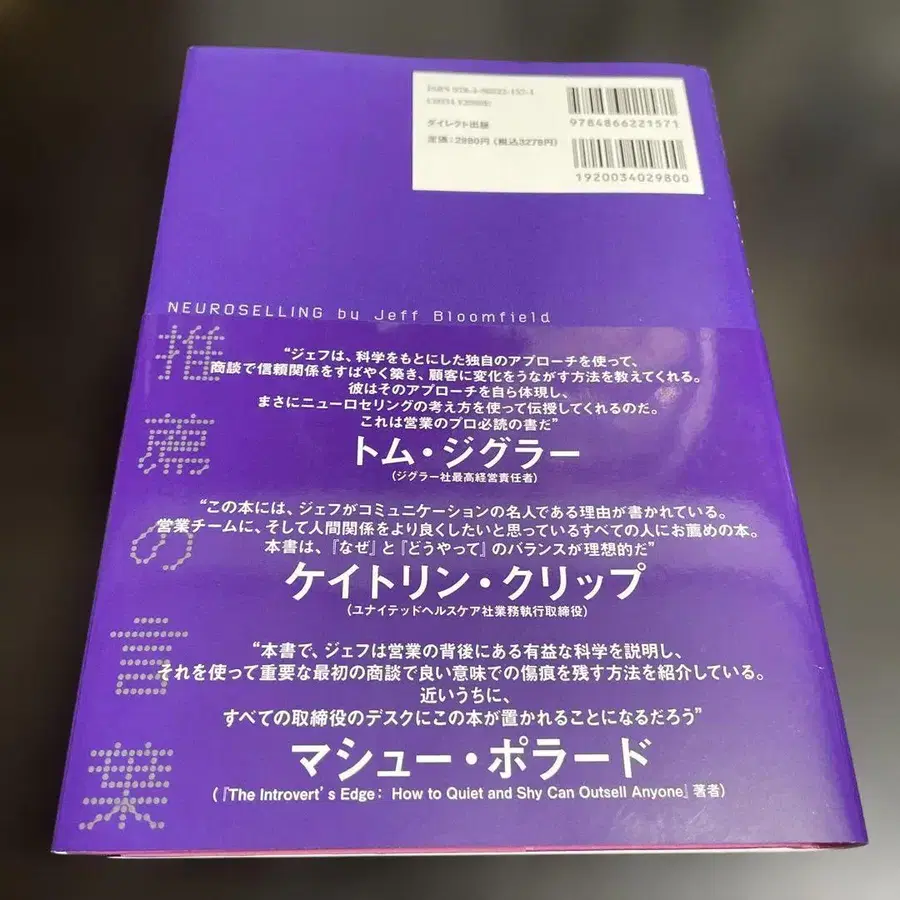 9784866221571
ダイレクト出版
定価:2980円(税込3278円)
1920034029800
NEUROSELLING by Jeff Bloomfield
推薦の言葉
“ジェフは、科学をもとにした独自のアプローチを使って、
商談で信頼関係をすばやく築き、顧客に変化をうながす方法を教えてくれる。
彼はそのアプローチを自ら体現し、
まさにニューロセリングの考え方を使って伝授してくれるのだ。
これは営業のプロ必読の書だ”
トム・ジグラー
(ジグラー社最高経営責任者)
“この本には、ジェフがコミュニケーションの名人である理由が書かれている。
営業チームに、そして人間関係をより良くしたいと思っているすべての人にお薦めの本。
本書は、『なぜ』と『どうやって』のバランスが理想的だ”
ケイトリン・クリップ
(ユナイテッドヘルスケア社業務執行取締役)
“本書で、ジェフは営業の背後にある有益な科学を説明し、
それを使って重要な最初の商談で良い意味での傷痕を残す方法を紹介している。
近いうちに、
すべての取締役のデスクにこの本が置かれることになるだろう”
マシュー・ポラード
(『The Introvert’s Edge: How to Quiet and Shy Can Outsell Anyone』著者)